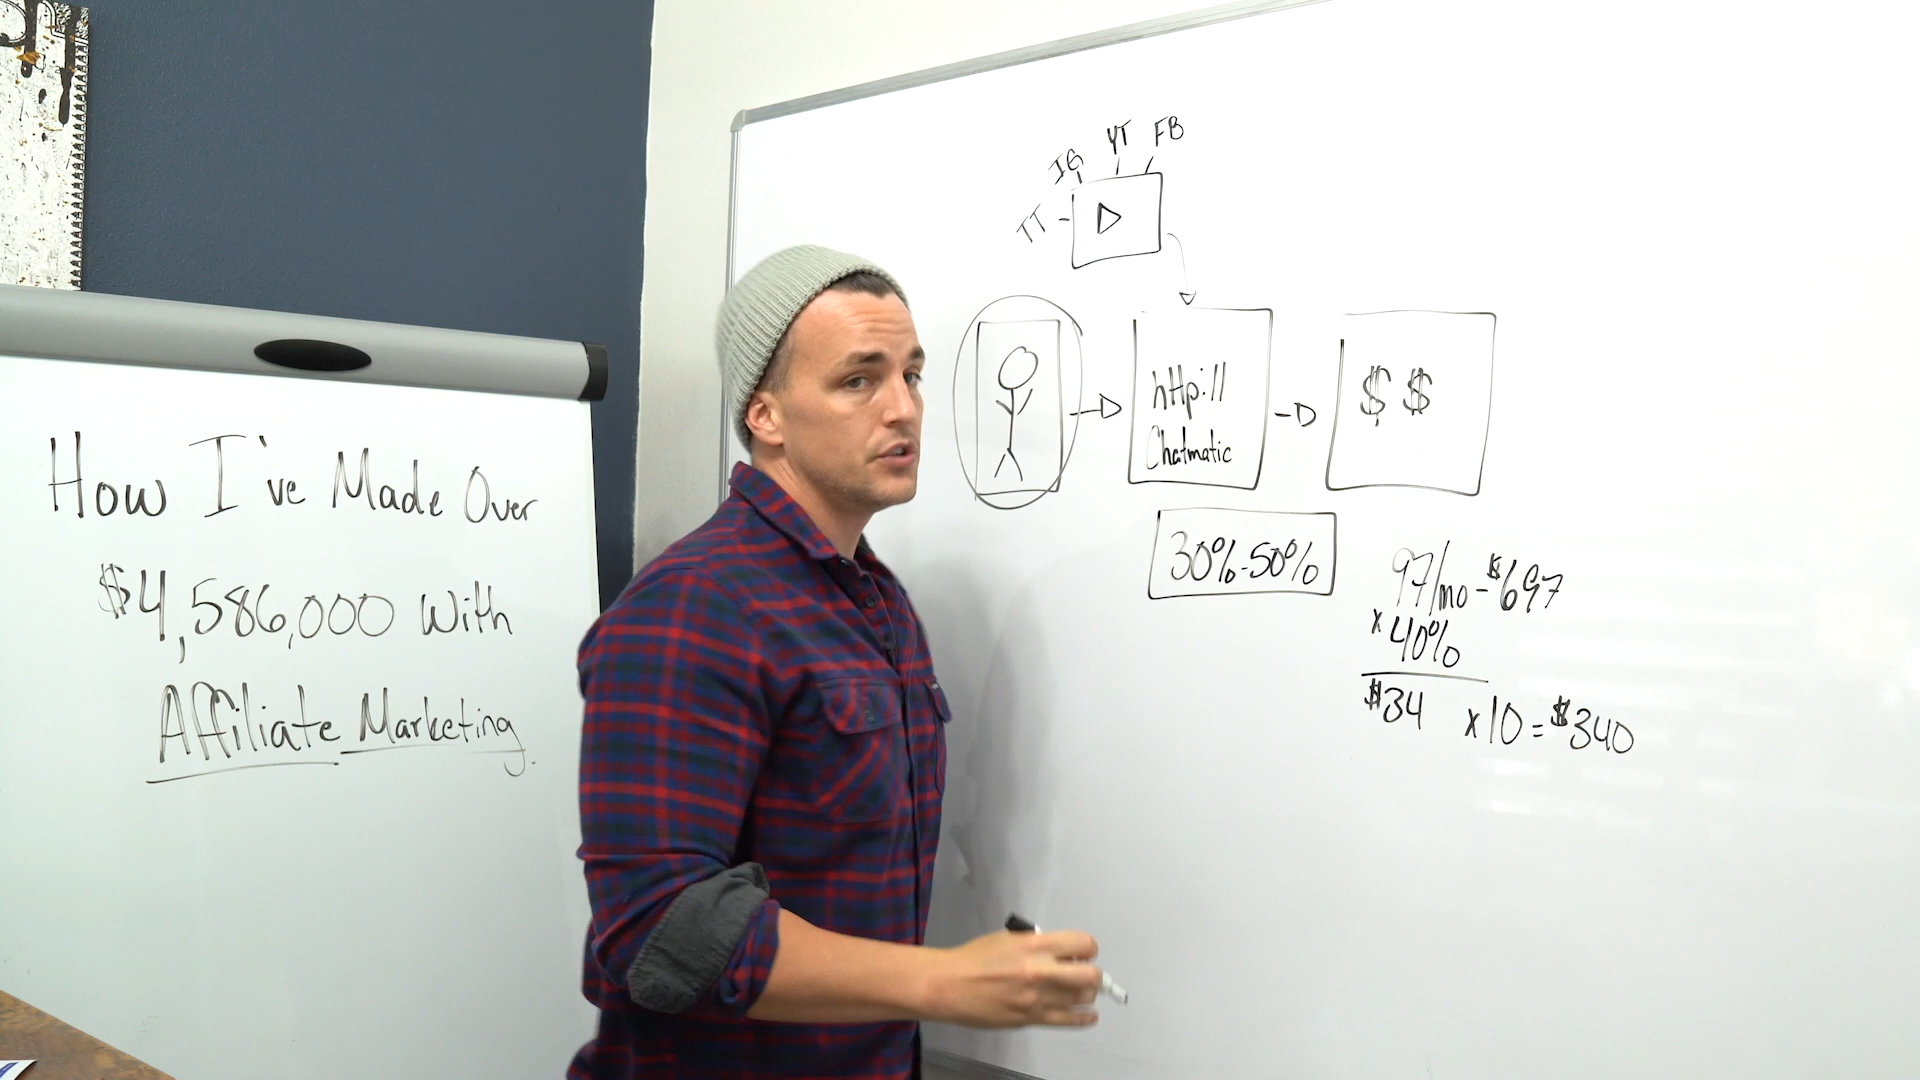 How I've Made Over
$4,586,000 With
Affiliate Marketing.
IG YT FB
TT
http://
Chatmatic
$ $
30%-50%
97/mo - $697
x 40%
$34 x 10 = $340